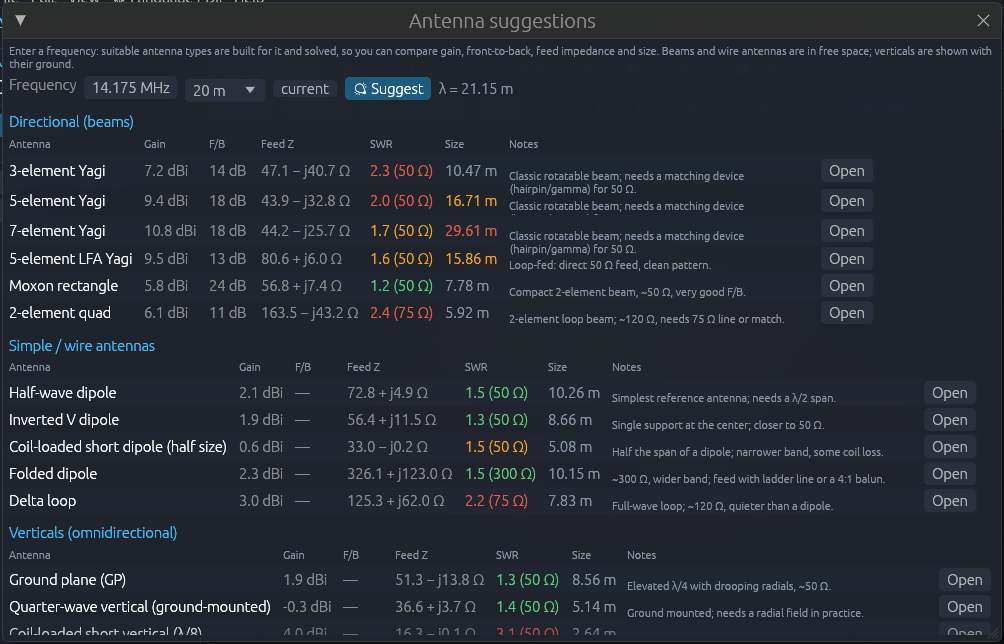 Antenna suggestions
Enter a frequency: suitable antenna types are built for it and solved, so you can compare gain, front-to-back, feed impedance and size. Beams and wire antennas are in free space; verticals are shown with
their ground.
Frequency 14.175 MHz 20 m current Suggest λ = 21.15 m
Directional (beams)
Antenna Gain F/B Feed Z SWR Size Notes
3-element Yagi 7.2 dBi 14 dB 47.1 – j40.7 Ω 2.3 (50 Ω) 10.47 m Classic rotatable beam; needs a matching device Open
(hairpin/gamma) for 50 Ω.
5-element Yagi 9.4 dBi 18 dB 43.9 – j32.8 Ω 2.0 (50 Ω) 16.71 m Classic rotatable beam; needs a matching device Open
7-element Yagi 10.8 dBi 18 dB 44.2 – j25.7 Ω 1.7 (50 Ω) 29.61 m Classic rotatable beam; needs a matching device Open
(hairpin/gamma) for 50 Ω.
5-element LFA Yagi 9.5 dBi 13 dB 80.6 + j6.0 Ω 1.6 (50 Ω) 15.86 m Loop-fed: direct 50 Ω feed, clean pattern. Open
Moxon rectangle 5.8 dBi 24 dB 56.8 + j7.4 Ω 1.2 (50 Ω) 7.78 m Compact 2-element beam, ~50 Ω, very good F/B. Open
2-element quad 6.1 dBi 11 dB 163.5 – j43.2 Ω 2.4 (75 Ω) 5.92 m 2-element loop beam; ~120 Ω, needs 75 Ω line or match. Open
Simple / wire antennas
Antenna Gain F/B Feed Z SWR Size Notes
Half-wave dipole 2.1 dBi — 72.8 + j4.9 Ω 1.5 (50 Ω) 10.26 m Simplest reference antenna; needs a λ/2 span. Open
Inverted V dipole 1.9 dBi — 56.4 + j11.5 Ω 1.3 (50 Ω) 8.66 m Single support at the center; closer to 50 Ω. Open
Coil-loaded short dipole (half size) 0.6 dBi — 33.0 – j0.2 Ω 1.5 (50 Ω) 5.08 m Half the span of a dipole; narrower band, some coil loss. Open
Folded dipole 2.3 dBi — 326.1 + j123.0 Ω 1.5 (300 Ω) 10.15 m ~300 Ω, wider band; feed with ladder line or a 4:1 balun. Open
Delta loop 3.0 dBi — 125.3 + j62.0 Ω 2.2 (75 Ω) 7.83 m Full-wave loop; ~120 Ω, quieter than a dipole. Open
Verticals (omnidirectional)
Antenna Gain F/B Feed Z SWR Size Notes
Ground plane (GP) 1.9 dBi — 51.3 – j13.8 Ω 1.3 (50 Ω) 8.56 m Elevated λ/4 with drooping radials, ~50 Ω. Open
Quarter-wave vertical (ground-mounted) -0.3 dBi — 36.6 + j3.7 Ω 1.4 (50 Ω) 5.14 m Ground mounted; needs a radial field in practice. Open
Coil-loaded short vertical (λ/8) 4.0 dBi — 16.3 – j0.1 Ω 3.1 (50 Ω) 2.64 m Open